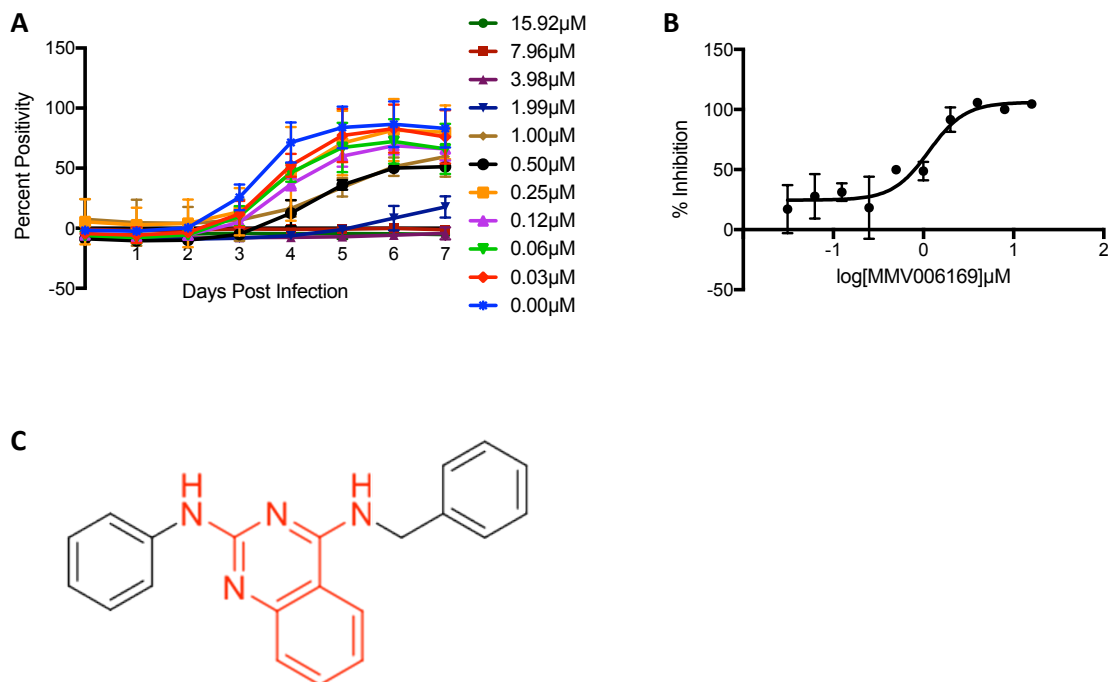 A
150
100
50
0
-50
Percent Positivity
1 2 3 4 5 6 7
Days Post Infection
15.92µM
7.96µM
3.98µM
1.99µM
1.00µM
0.50µM
0.25µM
0.12µM
0.06µM
0.03µM
0.00µM
B
150
100
50
0
-50
% Inhibition
-1 0 1 2
log[MMV006169]µM
C
H
N
N
H
N
N